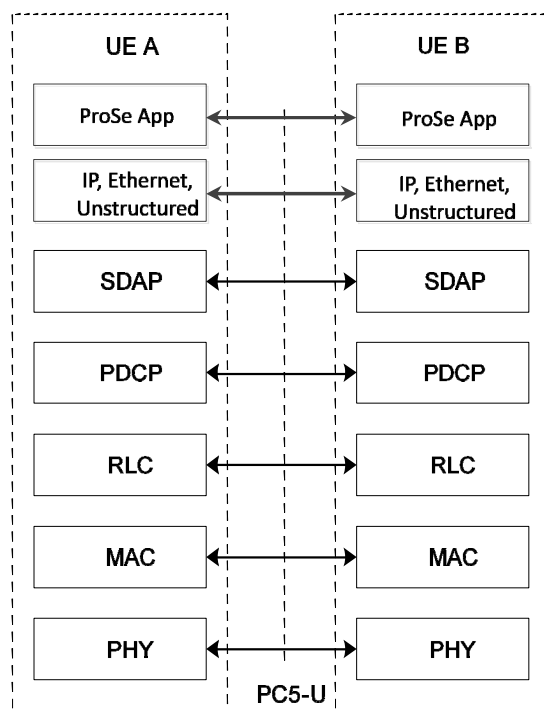 UE A
UE B
ProSe App
ProSe App
IP, Ethernet,
Unstructured
IP, Ethernet,
Unstructured
SDAP
SDAP
PDCP
PDCP
RLC
RLC
MAC
MAC
PHY
PHY
PC5-U